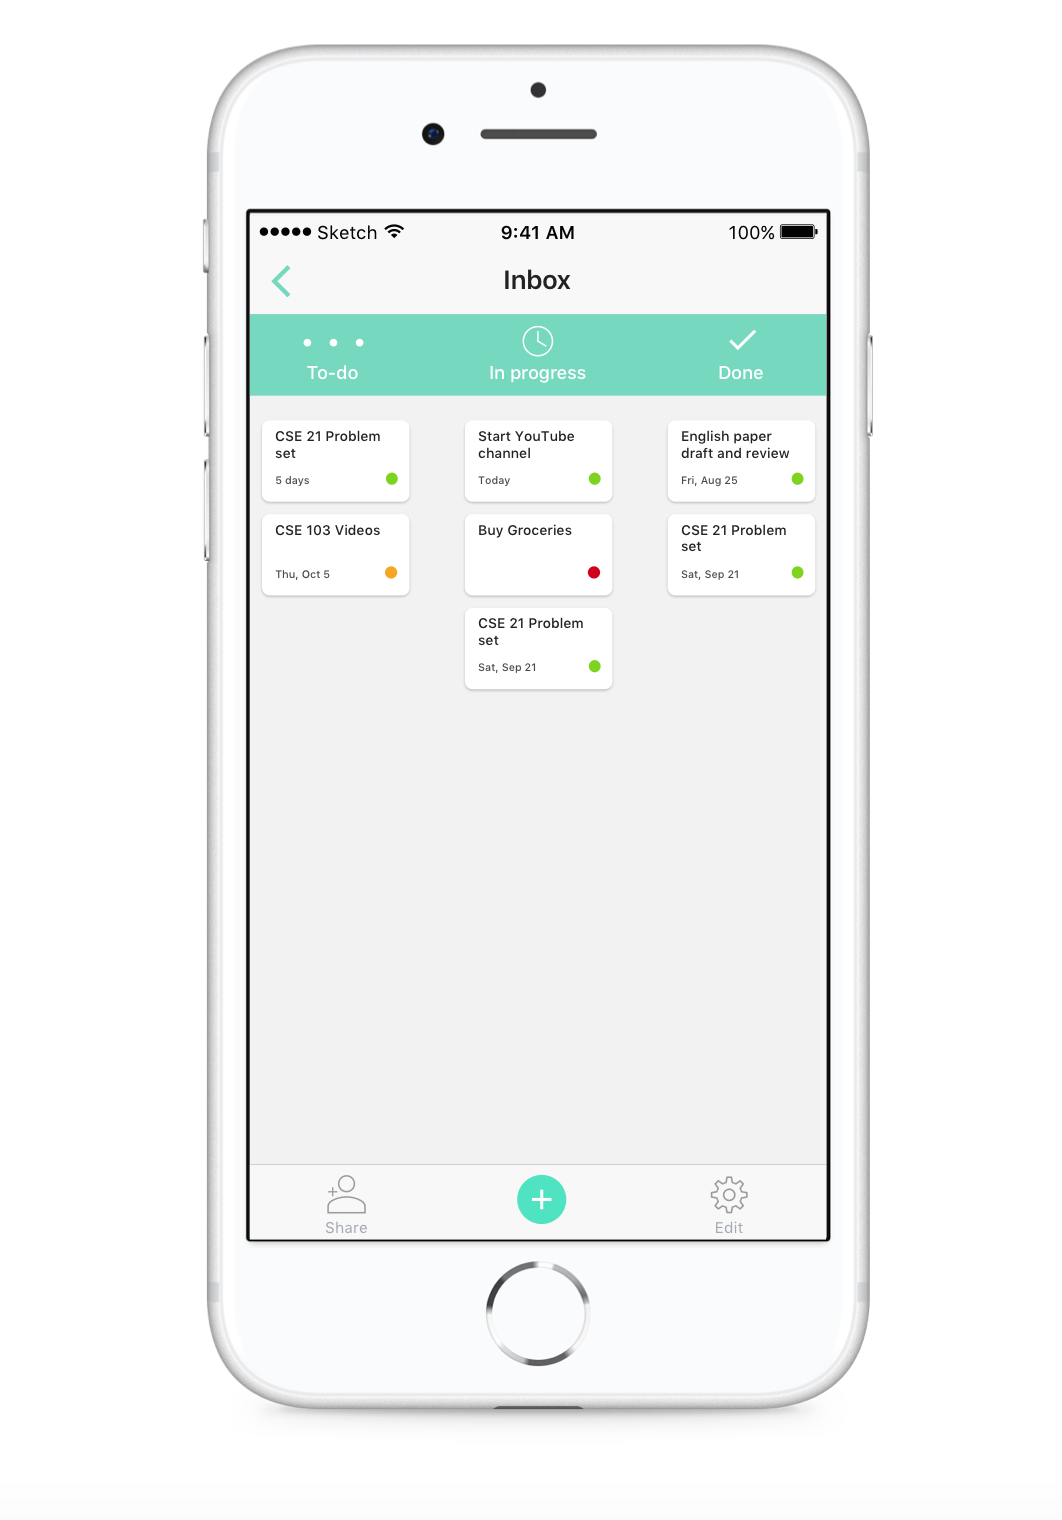 Sketch 9:41 AM 100%
Inbox
To-do In progress Done
CSE 21 Problem
set
5 days
Start YouTube
channel
Today
English paper
draft and review
Fri, Aug 25
CSE 103 Videos
Thu, Oct 5
Buy Groceries
CSE 21 Problem
set
Sat, Sep 21
CSE 21 Problem
set
Sat, Sep 21
Share
Edit